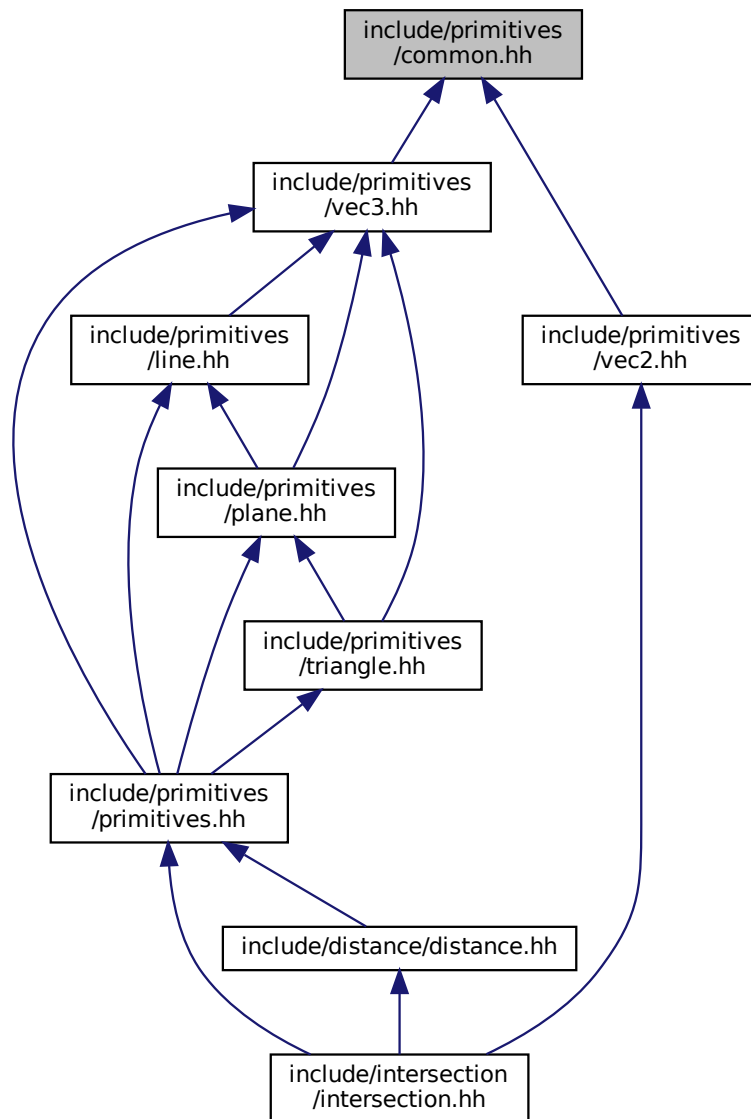 include/primitives
/common.hh
include/primitives
/vec3.hh
include/primitives
/line.hh
include/primitives
/vec2.hh
include/primitives
/plane.hh
include/primitives
/triangle.hh
include/primitives
/primitives.hh
include/distance/distance.hh
include/intersection
/intersection.hh